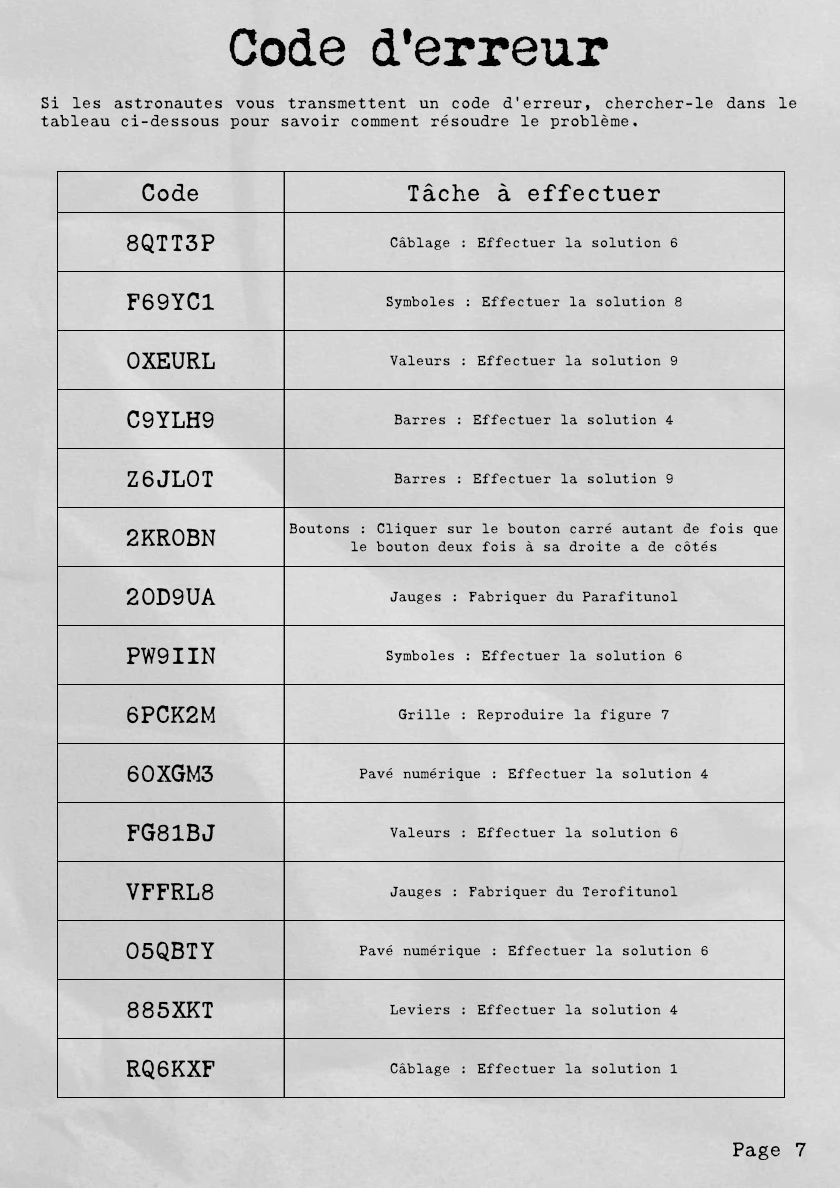 Code d'erreur
Si les astronautes vous transmettent un code d'erreur, chercher-le dans le
tableau ci-dessous pour savoir comment résoudre le problème.
Code Tâche à effectuer
8QTT3P Câblage : Effectuer la solution 6
F69YC1 Symboles : Effectuer la solution 8
0XEURL Valeurs : Effectuer la solution 9
C9YLH9 Barres : Effectuer la solution 4
Z6JLOT Barres : Effectuer la solution 9
2KROBN Boutons : Cliquer sur le bouton carré autant de fois que
le bouton deux fois à sa droite a de côtés
2OD9UA Jauges : Fabriquer du Parafitunol
PW9IIN Symboles : Effectuer la solution 6
6PCK2M Grille : Reproduire la figure 7
6OXGM3 Pavé numérique : Effectuer la solution 4
FG81BJ Valeurs : Effectuer la solution 6
VFFRL8 Jauges : Fabriquer du Terofitunol
O5QBTY Pavé numérique : Effectuer la solution 6
885XKT Leviers : Effectuer la solution 4
RQ6KXF Câblage : Effectuer la solution 1
Page 7